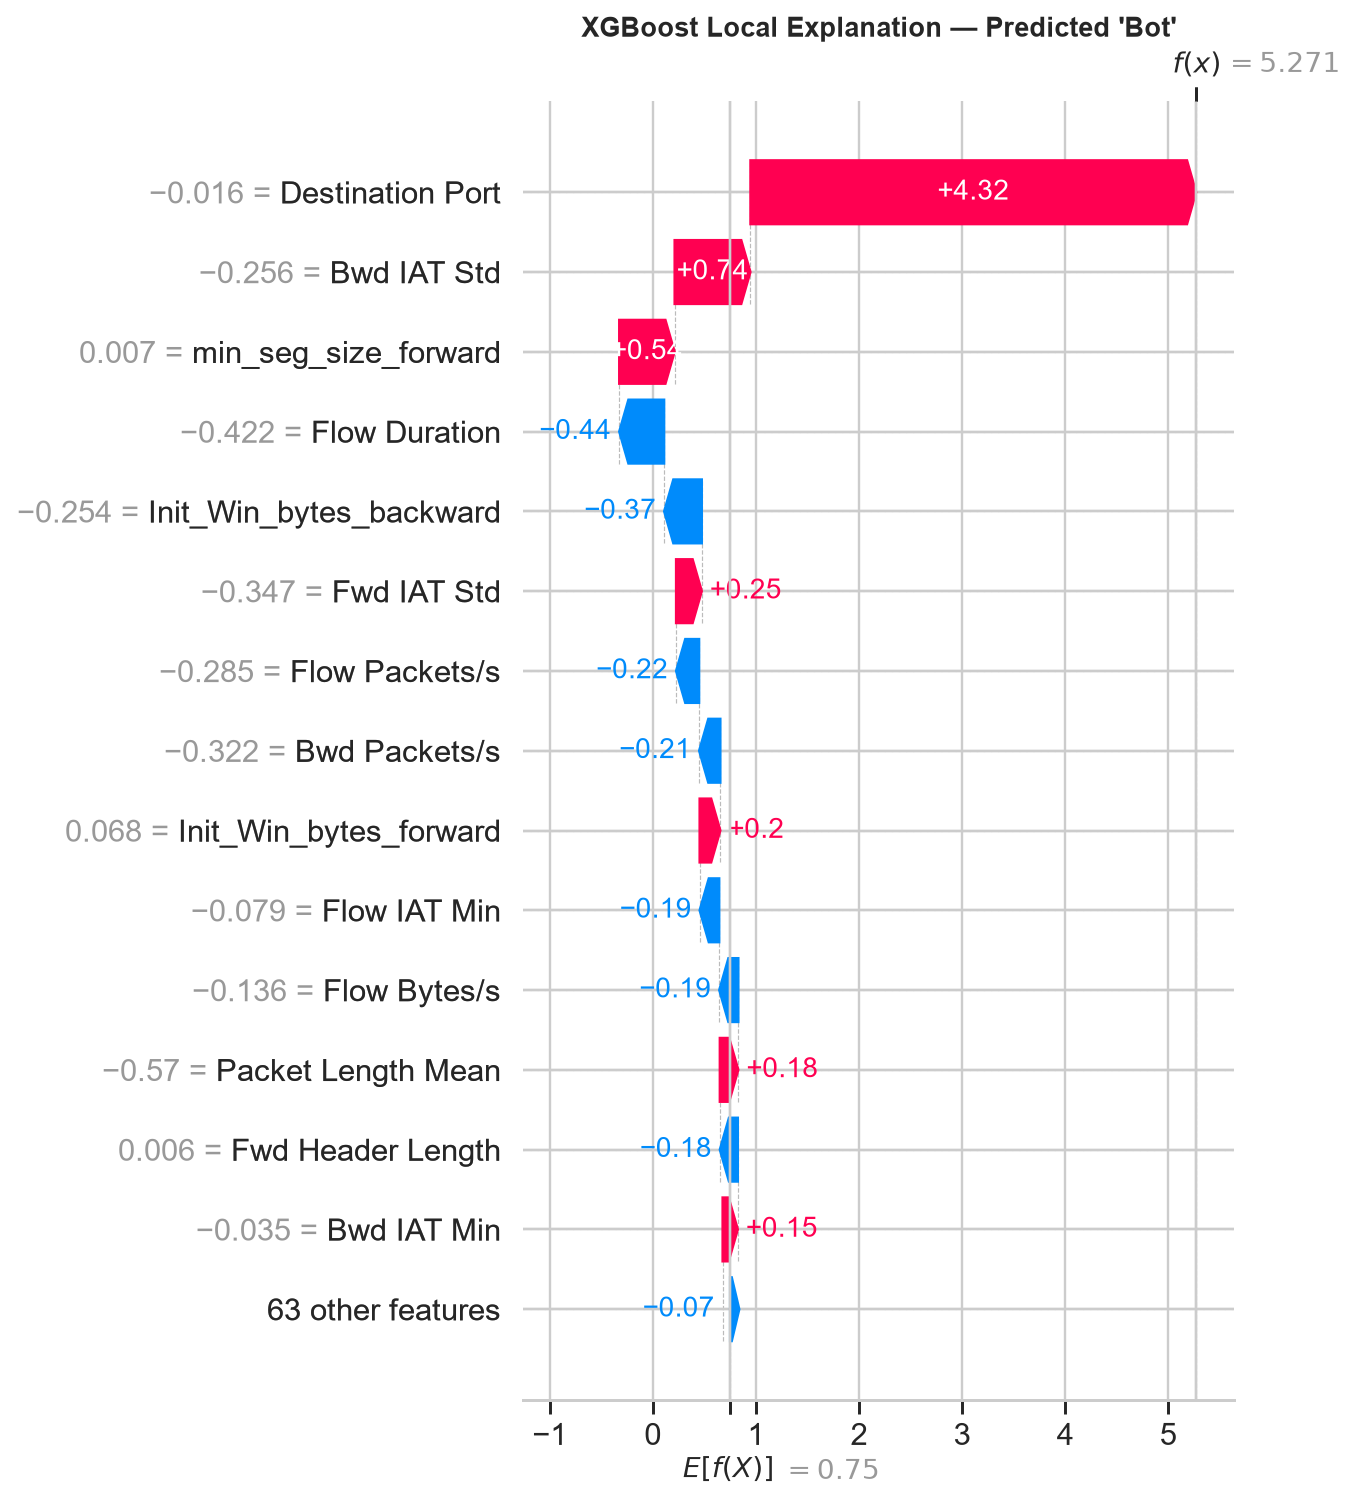 XGBoost Local Explanation — Predicted 'Bot'
f(x) = 5.271
−0.016 = Destination Port +4.32
−0.256 = Bwd IAT Std +0.74
0.007 = min_seg_size_forward +0.54
−0.422 = Flow Duration −0.44
−0.254 = Init_Win_bytes_backward −0.37
−0.347 = Fwd IAT Std +0.25
−0.285 = Flow Packets/s −0.22
−0.322 = Bwd Packets/s −0.21
0.068 = Init_Win_bytes_forward +0.2
−0.079 = Flow IAT Min −0.19
−0.136 = Flow Bytes/s −0.19
−0.57 = Packet Length Mean +0.18
0.006 = Fwd Header Length −0.18
−0.035 = Bwd IAT Min +0.15
63 other features −0.07
−1 0 1 2 3 4 5
E[f(X)] = 0.75